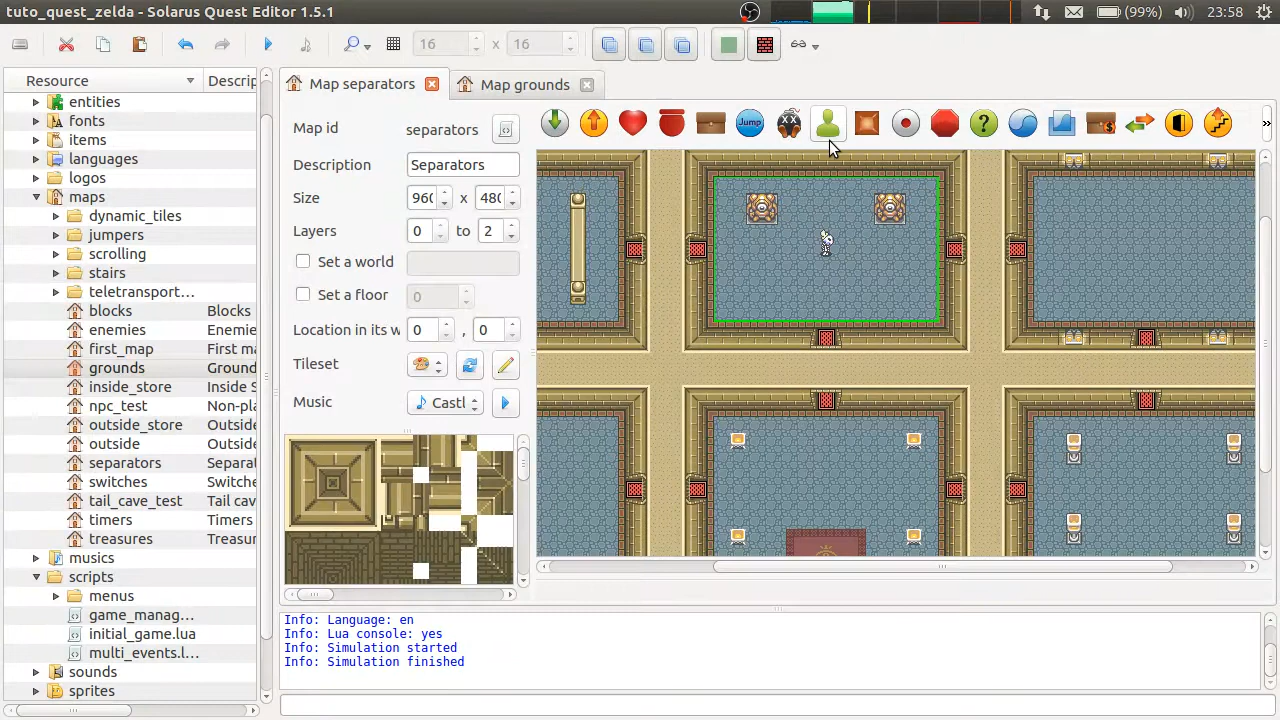 tuto_quest_zelda - Solarus Quest Editor 1.5.1
(99%)
23:58
16 x 16
Resource Descrip
entities
fonts
items
languages
logos
maps
dynamic_tiles
jumpers
scrolling
stairs
teletransport...
blocks Blocks
enemies Enemie
first_map First ma
grounds Ground
inside_store Inside S
npc_test Non-pla
outside_store Outside
outside Outside
separators Separat
switches Switche
tail_cave_test Tail cav
timers Timers
treasures Treasur
musics
scripts
menus
game_manag...
initial_game.lua
multi_events.l...
sounds
sprites
Map separators
Map grounds
Map id separators
Description Separators
Size 960 x 480
Layers 0 to 2
Set a world
Set a floor 0
Location in its w 0 , 0
Tileset
Music Castl
Jump
XX
?
$
»
Info: Language: en
Info: Lua console: yes
Info: Simulation started
Info: Simulation finished